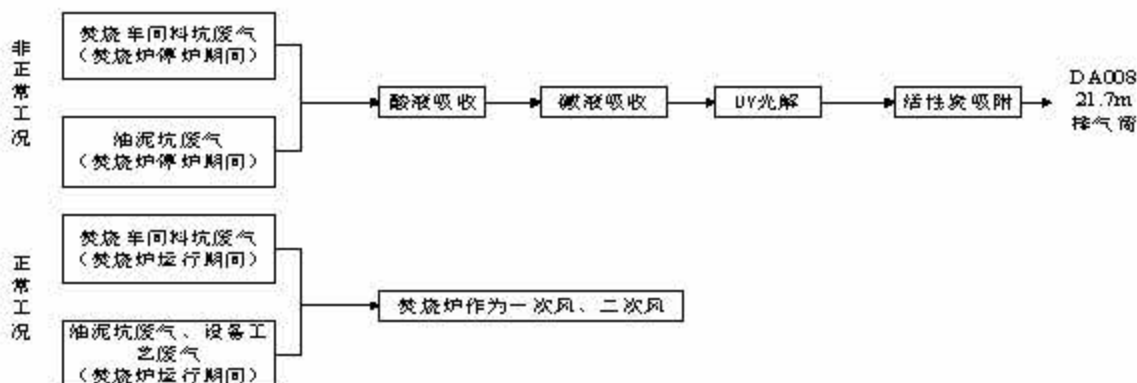 非正常工况
焚烧车间料坑废气
（焚烧炉停炉期间）
油泥坑废气
（焚烧炉停炉期间）
酸液吸收
碱液吸收
UV光解
活性炭吸附
DA008
21.7m
排气筒
正常工况
焚烧车间料坑废气
（焚烧炉运行期间）
油泥坑废气、设备工
艺废气
（焚烧炉运行期间）
焚烧炉作为一次风、二次风